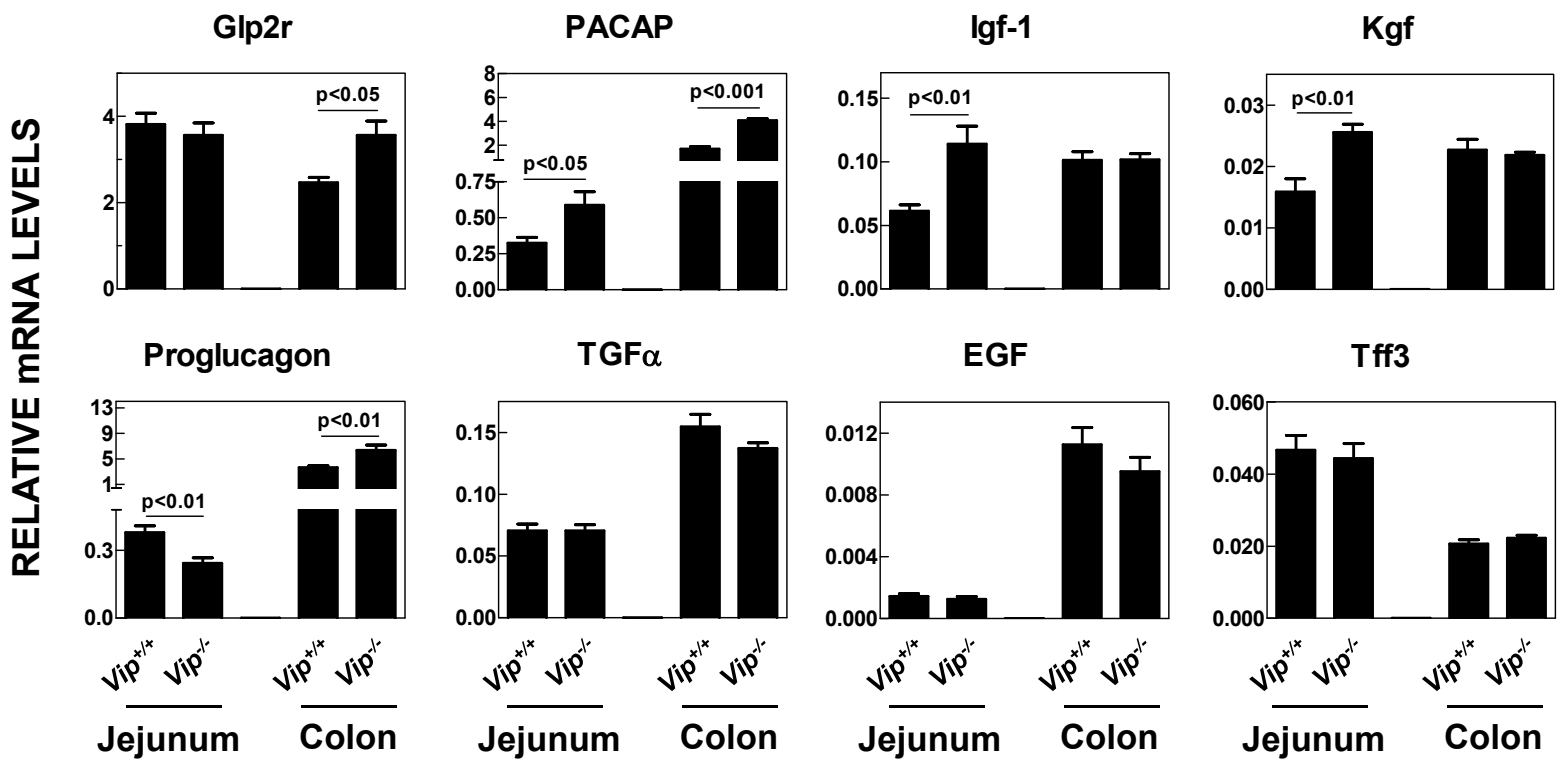 RELATIVE mRNA LEVELS
Glp2r
4
2
0
p<0.05
PACAP
8
6
4
2
0.75
0.50
0.25
0.00
p<0.05
p<0.001
Igf-1
0.15
0.10
0.05
0.00
p<0.01
Kgf
0.03
0.02
0.01
0.00
p<0.01
Proglucagon
13
9
5
1
0.3
0.0
p<0.01
p<0.01
TGFα
0.15
0.10
0.05
0.00
EGF
0.012
0.008
0.004
0.000
Tff3
0.060
0.040
0.020
0.000
Vip+/+ Vip-/- Vip+/+ Vip-/-
Jejunum Colon
Vip+/+ Vip-/- Vip+/+ Vip-/-
Jejunum Colon
Vip+/+ Vip-/- Vip+/+ Vip-/-
Jejunum Colon
Vip+/+ Vip-/- Vip+/+ Vip-/-
Jejunum Colon